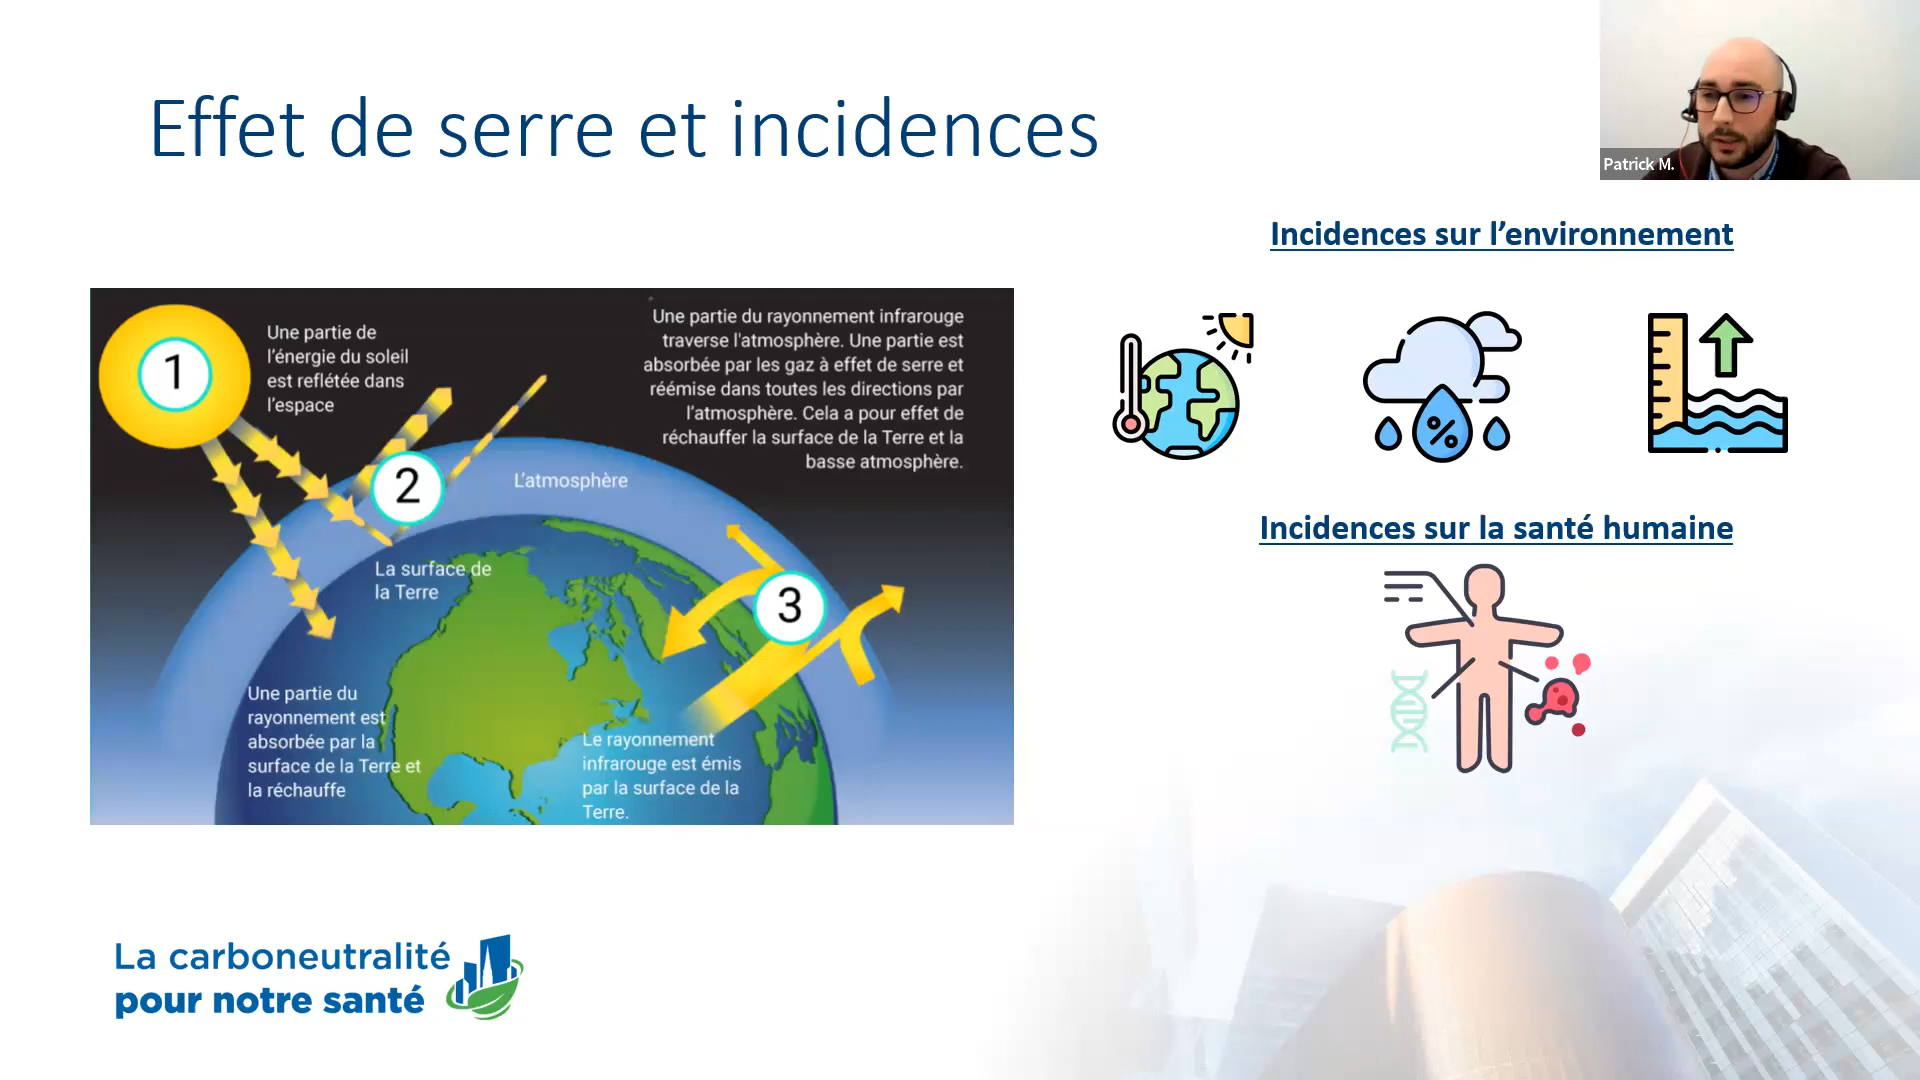 Effet de serre et incidences
Patrick M.
1
Une partie de
l'énergie du soleil
est reflétée dans
l'espace
Une partie du rayonnement infrarouge
traverse l'atmosphère. Une partie est
absorbée par les gaz à effet de serre et
réémise dans toutes les directions par
l'atmosphère. Cela a pour effet de
réchauffer la surface de la Terre et la
basse atmosphère.
2
L'atmosphère
La surface de
la Terre
3
Une partie du
rayonnement est
absorbée par la
surface de la Terre et
la réchauffe
Le rayonnement
infrarouge est émis
par la surface de la
Terre.
Incidences sur l’environnement
%
Incidences sur la santé humaine
La carboneutralité
pour notre santé